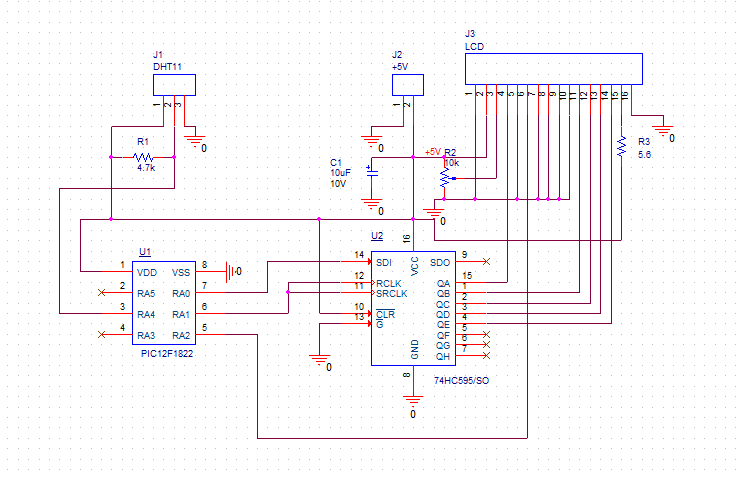 J1
DHT11
1 2 3
0
R1
4.7k
J2
+5V
1 2
0
J3
LCD
1 2 3 4 5 6 7 8 9 10 11 12 13 14 15 16
0
R3
5.6
C1
10uF
10V
0
+5V R2
10k
0
U1
1 VDD VSS 8 0
2 RA5 RA0 7
3 RA4 RA1 6
4 RA3 RA2 5
PIC12F1822
U2
16
VCC
14 SDI SDO 9
12 RCLK QA 15
11 SRCLK QB 1
QC 2
10 CLR QD 3
13 G QE 4
QF 5
QG 6
QH 7
GND
8
74HC595/SO
0
0